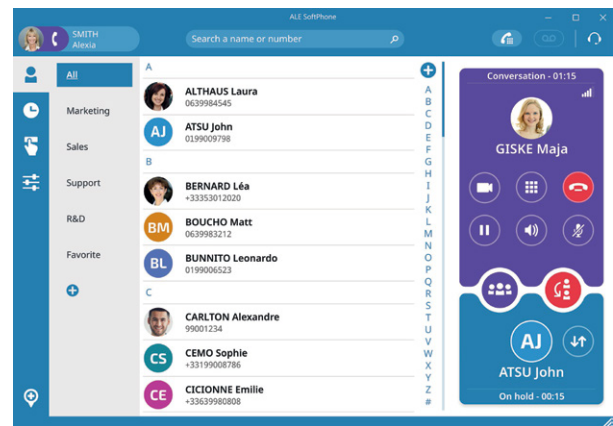 ALE SoftPhone
SMITH
Alexia
Search a name or number
All
Marketing
Sales
Support
R&D
Favorite
A
ALTHAUS Laura
0639984545
AJ
ATSU John
0199009798
B
BERNARD Léa
+33353012020
BM
BOUCHO Matt
0639983212
BL
BUNNITO Leonardo
0199006523
C
CARLTON Alexandre
99001234
CS
CEMO Sophie
+33199008786
CE
CICIONNE Emilie
+33639980808
A
B
C
D
E
F
G
H
I
J
K
L
M
N
O
P
Q
R
S
T
U
V
W
X
Y
Z
#
Conversation - 01:15
GISKE Maja
AJ
ATSU John
On hold - 00:15